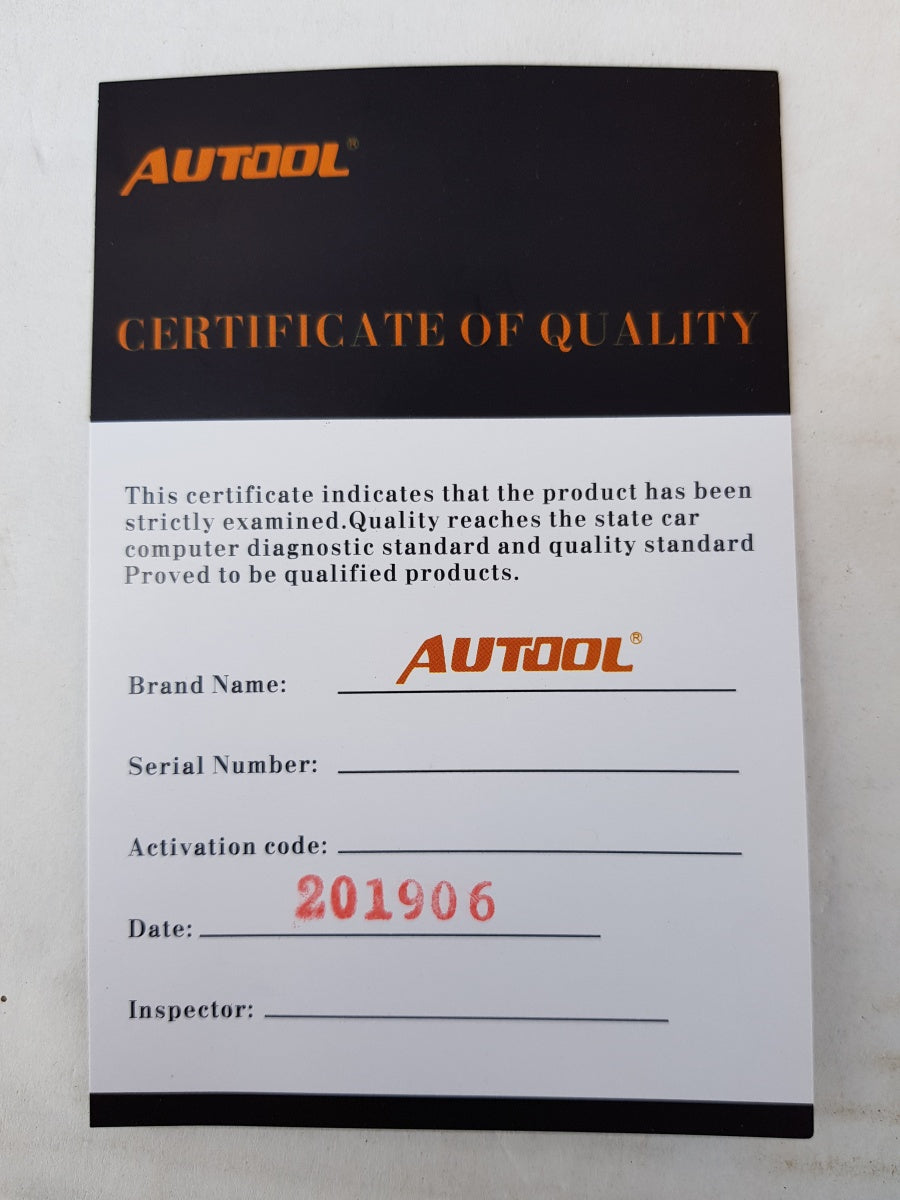 AUTOOL®
CERTIFICATE OF QUALITY
This certificate indicates that the product has been
strictly examined.Quality reaches the state car
computer diagnostic standard and quality standard
Proved to be qualified products.
Brand Name: AUTOOL®
Serial Number:
Activation code:
Date: 201906
Inspector: